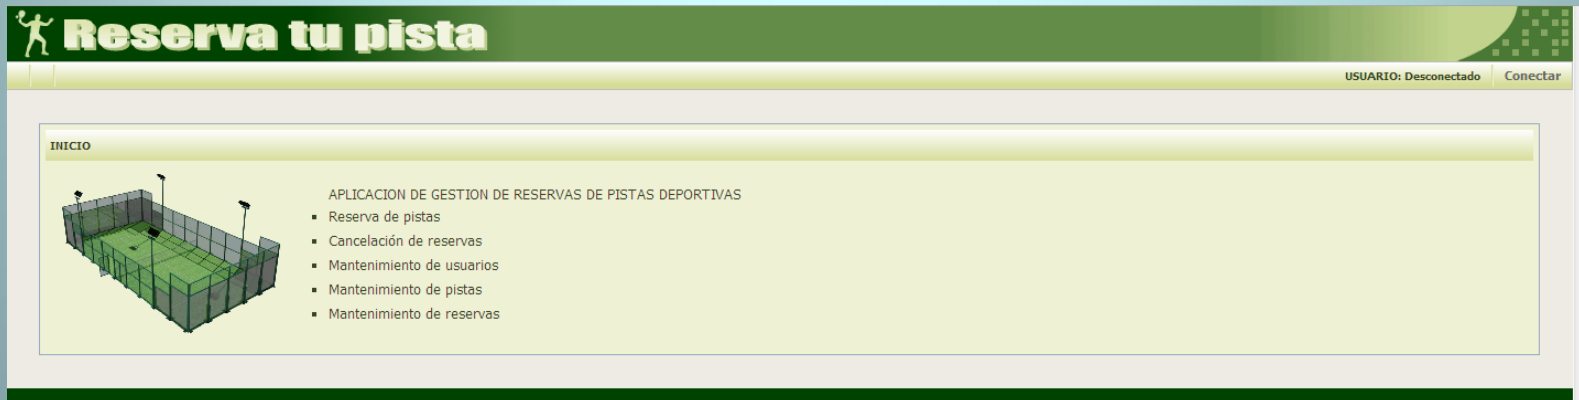 Reserva tu pista
USUARIO: Desconectado Conectar
INICIO
APLICACION DE GESTION DE RESERVAS DE PISTAS DEPORTIVAS
Reserva de pistas
Cancelación de reservas
Mantenimiento de usuarios
Mantenimiento de pistas
Mantenimiento de reservas